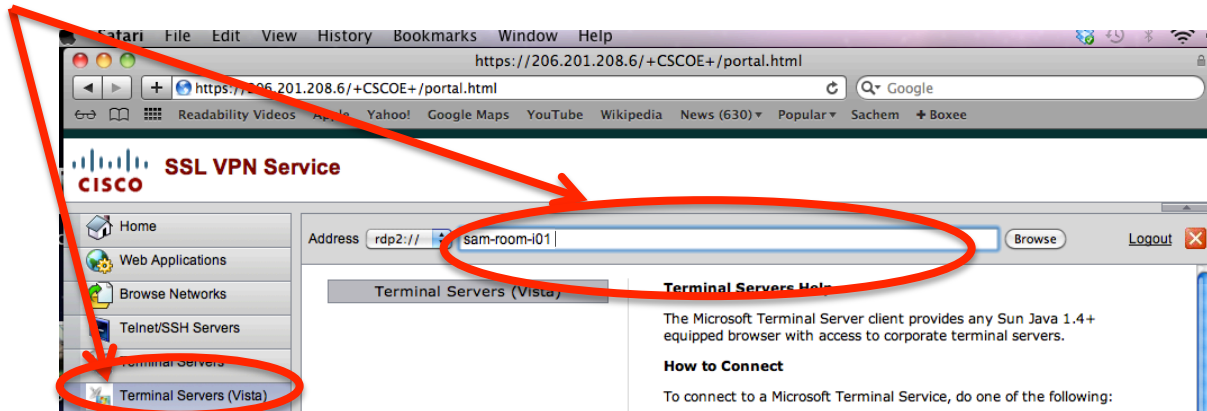 Safari File Edit View History Bookmarks Window Help
https://206.201.208.6/+CSCOE+/portal.html
+ https://206.201.208.6/+CSCOE+/portal.html Google
Readability Videos Apple Yahoo! Google Maps YouTube Wikipedia News (630) Popular Sachem + Boxee
CISCO SSL VPN Service
Home
Address rdp2:// sam-room-i01 Browse Logout
Web Applications
Browse Networks
Terminal Servers (Vista)
Terminal Servers Help
Telnet/SSH Servers
The Microsoft Terminal Server client provides any Sun Java 1.4+
equipped browser with access to corporate terminal servers.
Terminal Servers
How to Connect
Terminal Servers (Vista)
To connect to a Microsoft Terminal Service, do one of the following: